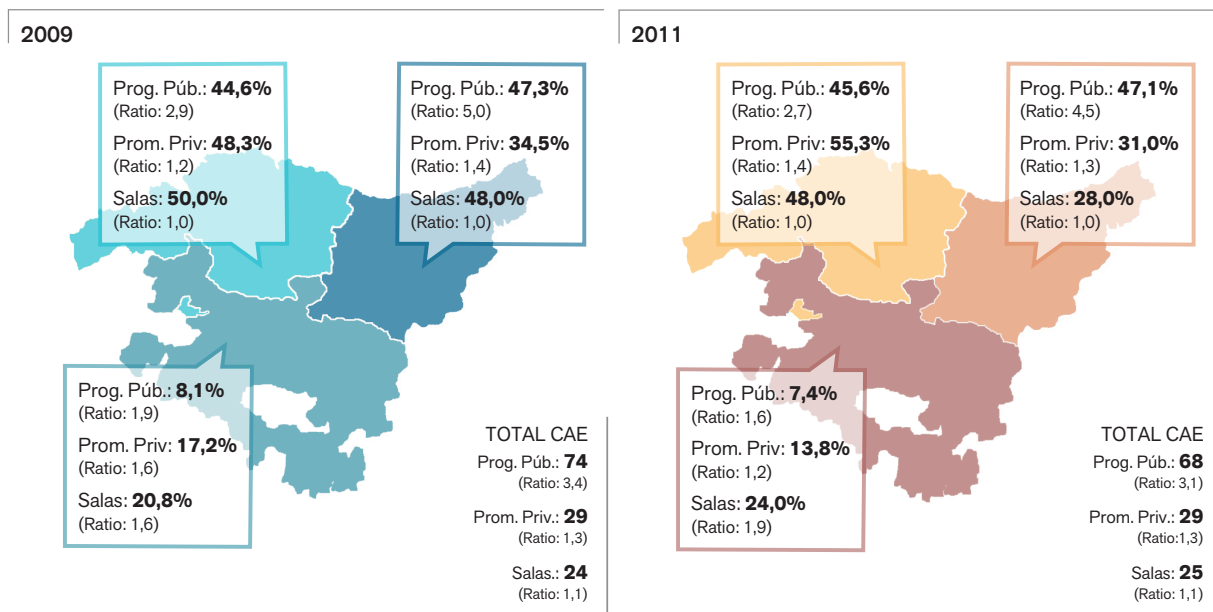 2009
Prog. Púb.: 44,6%
(Ratio: 2,9)
Prom. Priv: 48,3%
(Ratio: 1,2)
Salas: 50,0%
(Ratio: 1,0)
Prog. Púb.: 47,3%
(Ratio: 5,0)
Prom. Priv: 34,5%
(Ratio: 1,4)
Salas: 48,0%
(Ratio: 1,0)
Prog. Púb.: 8,1%
(Ratio: 1,9)
Prom. Priv: 17,2%
(Ratio: 1,6)
Salas: 20,8%
(Ratio: 1,6)
TOTAL CAE
Prog. Púb.: 74
(Ratio: 3,4)
Prom. Priv.: 29
(Ratio: 1,3)
Salas.: 24
(Ratio: 1,1)
2011
Prog. Púb.: 45,6%
(Ratio: 2,7)
Prom. Priv: 55,3%
(Ratio: 1,4)
Salas: 48,0%
(Ratio: 1,0)
Prog. Púb.: 47,1%
(Ratio: 4,5)
Prom. Priv: 31,0%
(Ratio: 1,3)
Salas: 28,0%
(Ratio: 1,0)
Prog. Púb.: 7,4%
(Ratio: 1,6)
Prom. Priv: 13,8%
(Ratio: 1,2)
Salas: 24,0%
(Ratio: 1,9)
TOTAL CAE
Prog. Púb.: 68
(Ratio: 3,1)
Prom. Priv.: 29
(Ratio:1,3)
Salas: 25
(Ratio: 1,1)